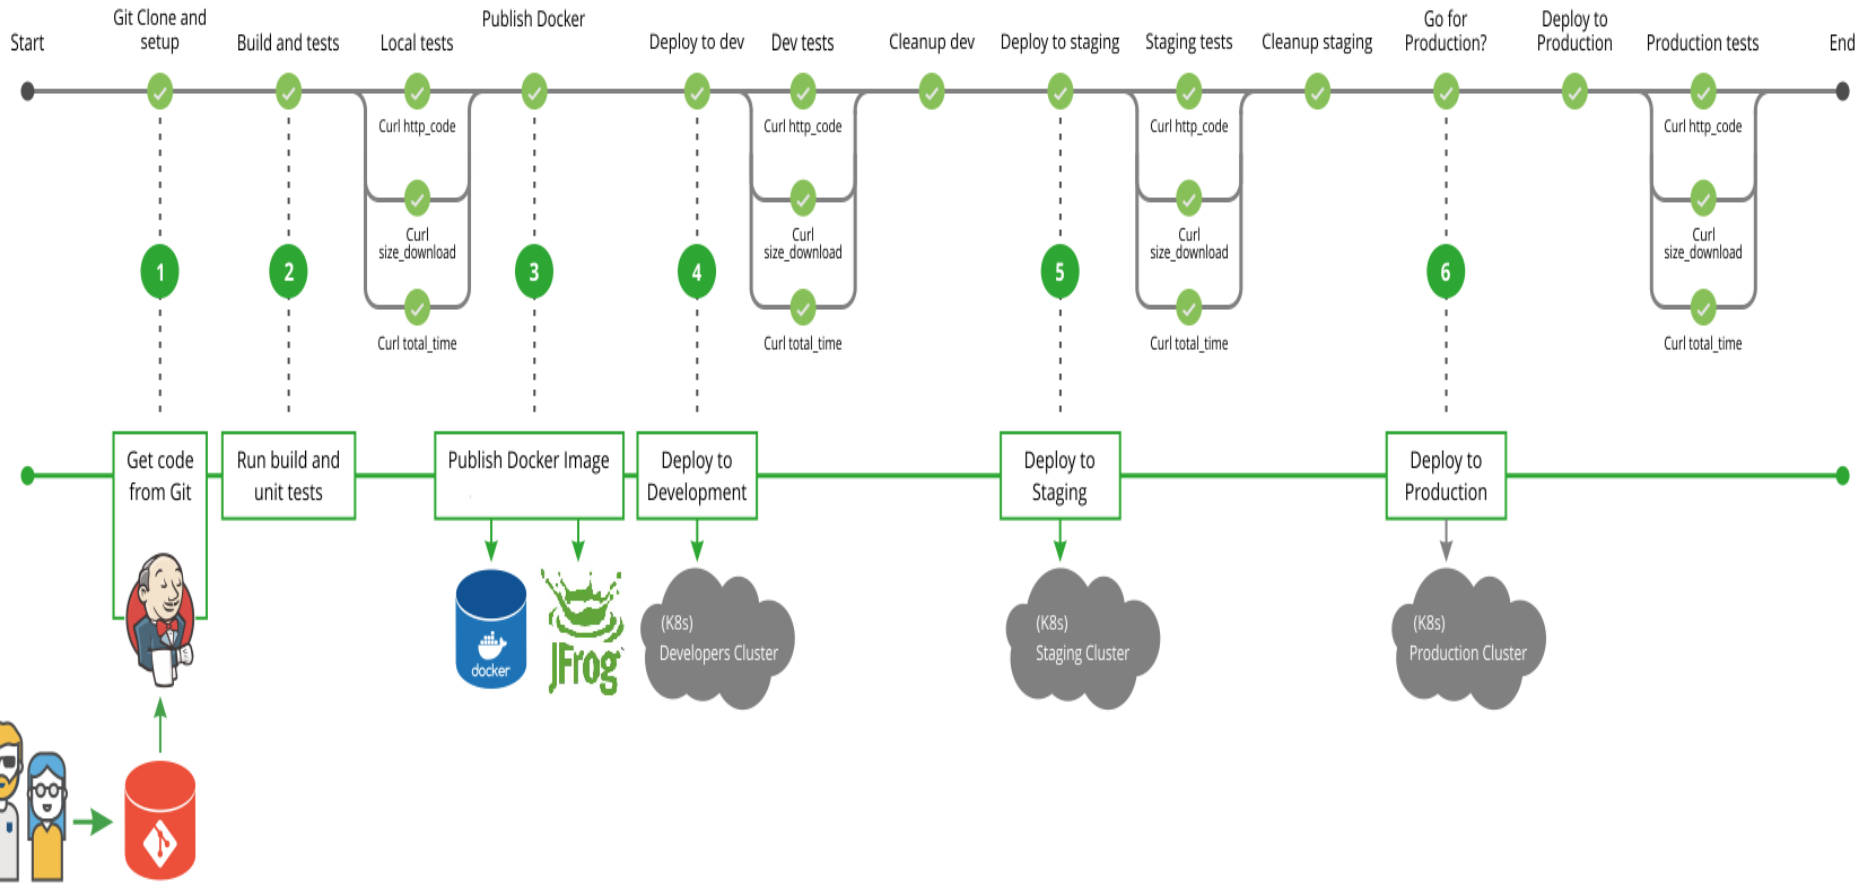 Start
Git Clone and
setup
Build and tests
Local tests
Publish Docker
Deploy to dev
Dev tests
Cleanup dev
Deploy to staging
Staging tests
Cleanup staging
Go for
Production?
Deploy to
Production
Production tests
End
Curl http_code
Curl http_code
Curl http_code
Curl http_code
Curl
size_download
Curl
size_download
Curl
size_download
Curl
size_download
1
2
3
4
5
6
Curl total_time
Curl total_time
Curl total_time
Curl total_time
Get code
from Git
Run build and
unit tests
Publish Docker Image
Deploy to
Development
Deploy to
Staging
Deploy to
Production
docker
JFrog
(K8s)
Developers Cluster
(K8s)
Staging Cluster
(K8s)
Production Cluster